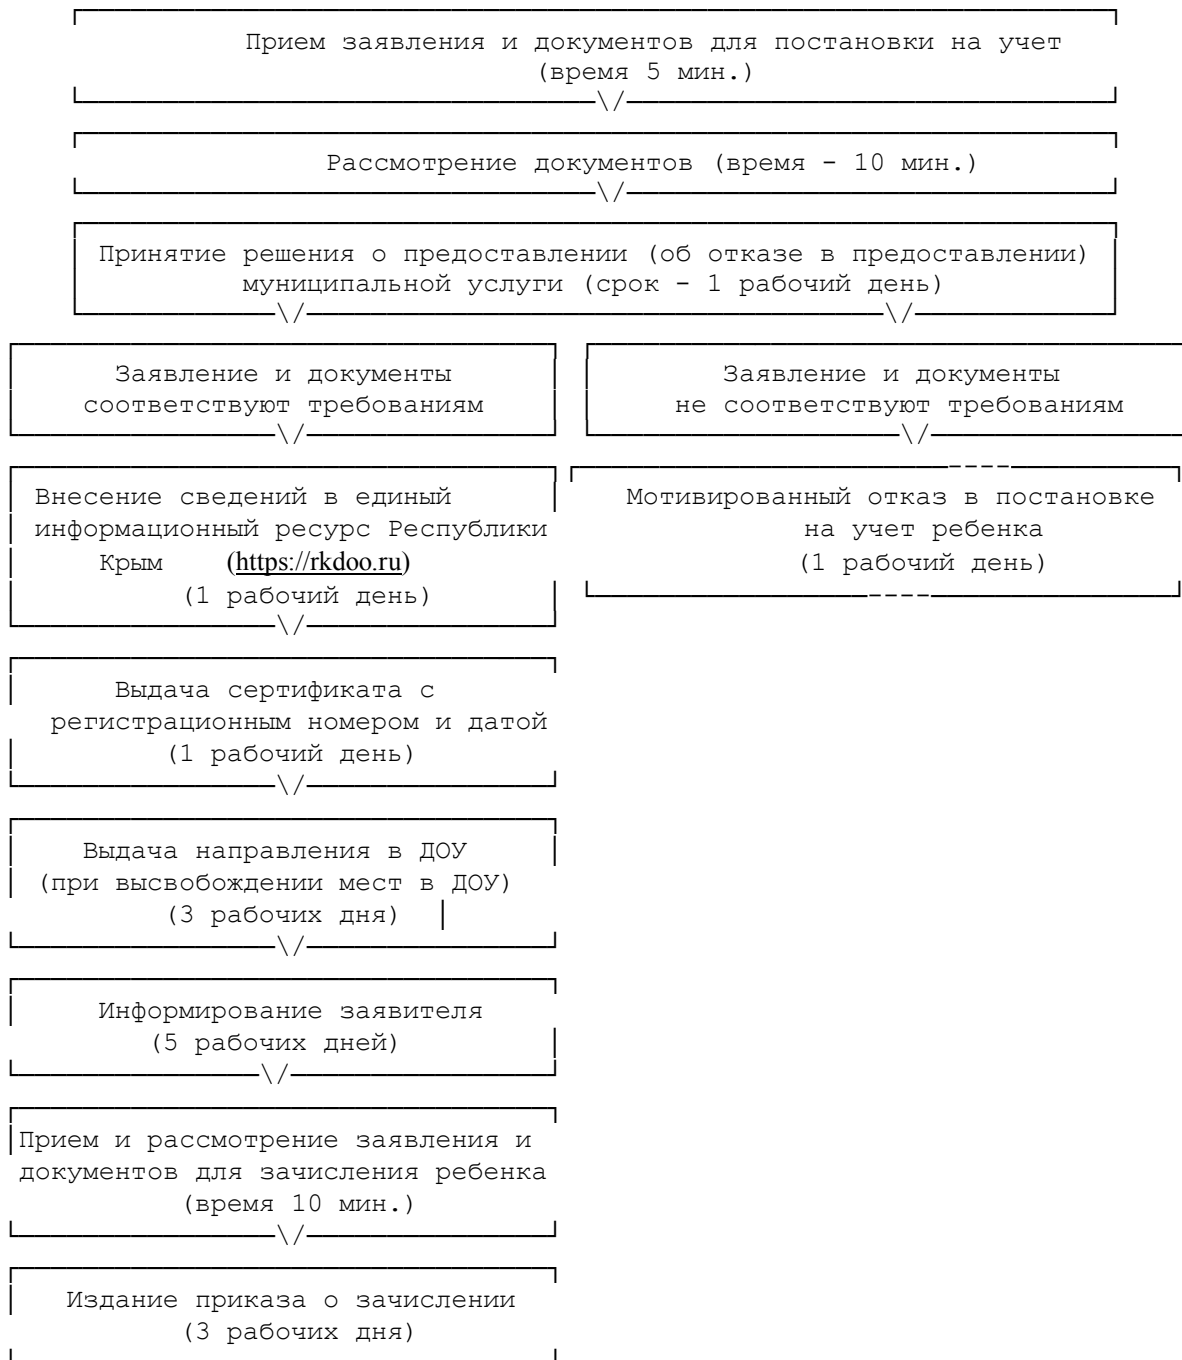 Прием заявления и документов для постановки на учет
(время 5 мин.)
Рассмотрение документов (время - 10 мин.)
Принятие решения о предоставлении (об отказе в предоставлении)
муниципальной услуги (срок - 1 рабочий день)
Заявление и документы
соответствуют требованиям
Заявление и документы
не соответствуют требованиям
Внесение сведений в единый
информационный ресурс Республики
Крым (https://rkdoo.ru)
(1 рабочий день)
Мотивированный отказ в постановке
на учет ребенка
(1 рабочий день)
Выдача сертификата с
регистрационным номером и датой
(1 рабочий день)
Выдача направления в ДОУ
(при высвобождении мест в ДОУ)
(3 рабочих дня)
Информирование заявителя
(5 рабочих дней)
Прием и рассмотрение заявления и
документов для зачисления ребенка
(время 10 мин.)
Издание приказа о зачислении
(3 рабочих дня)